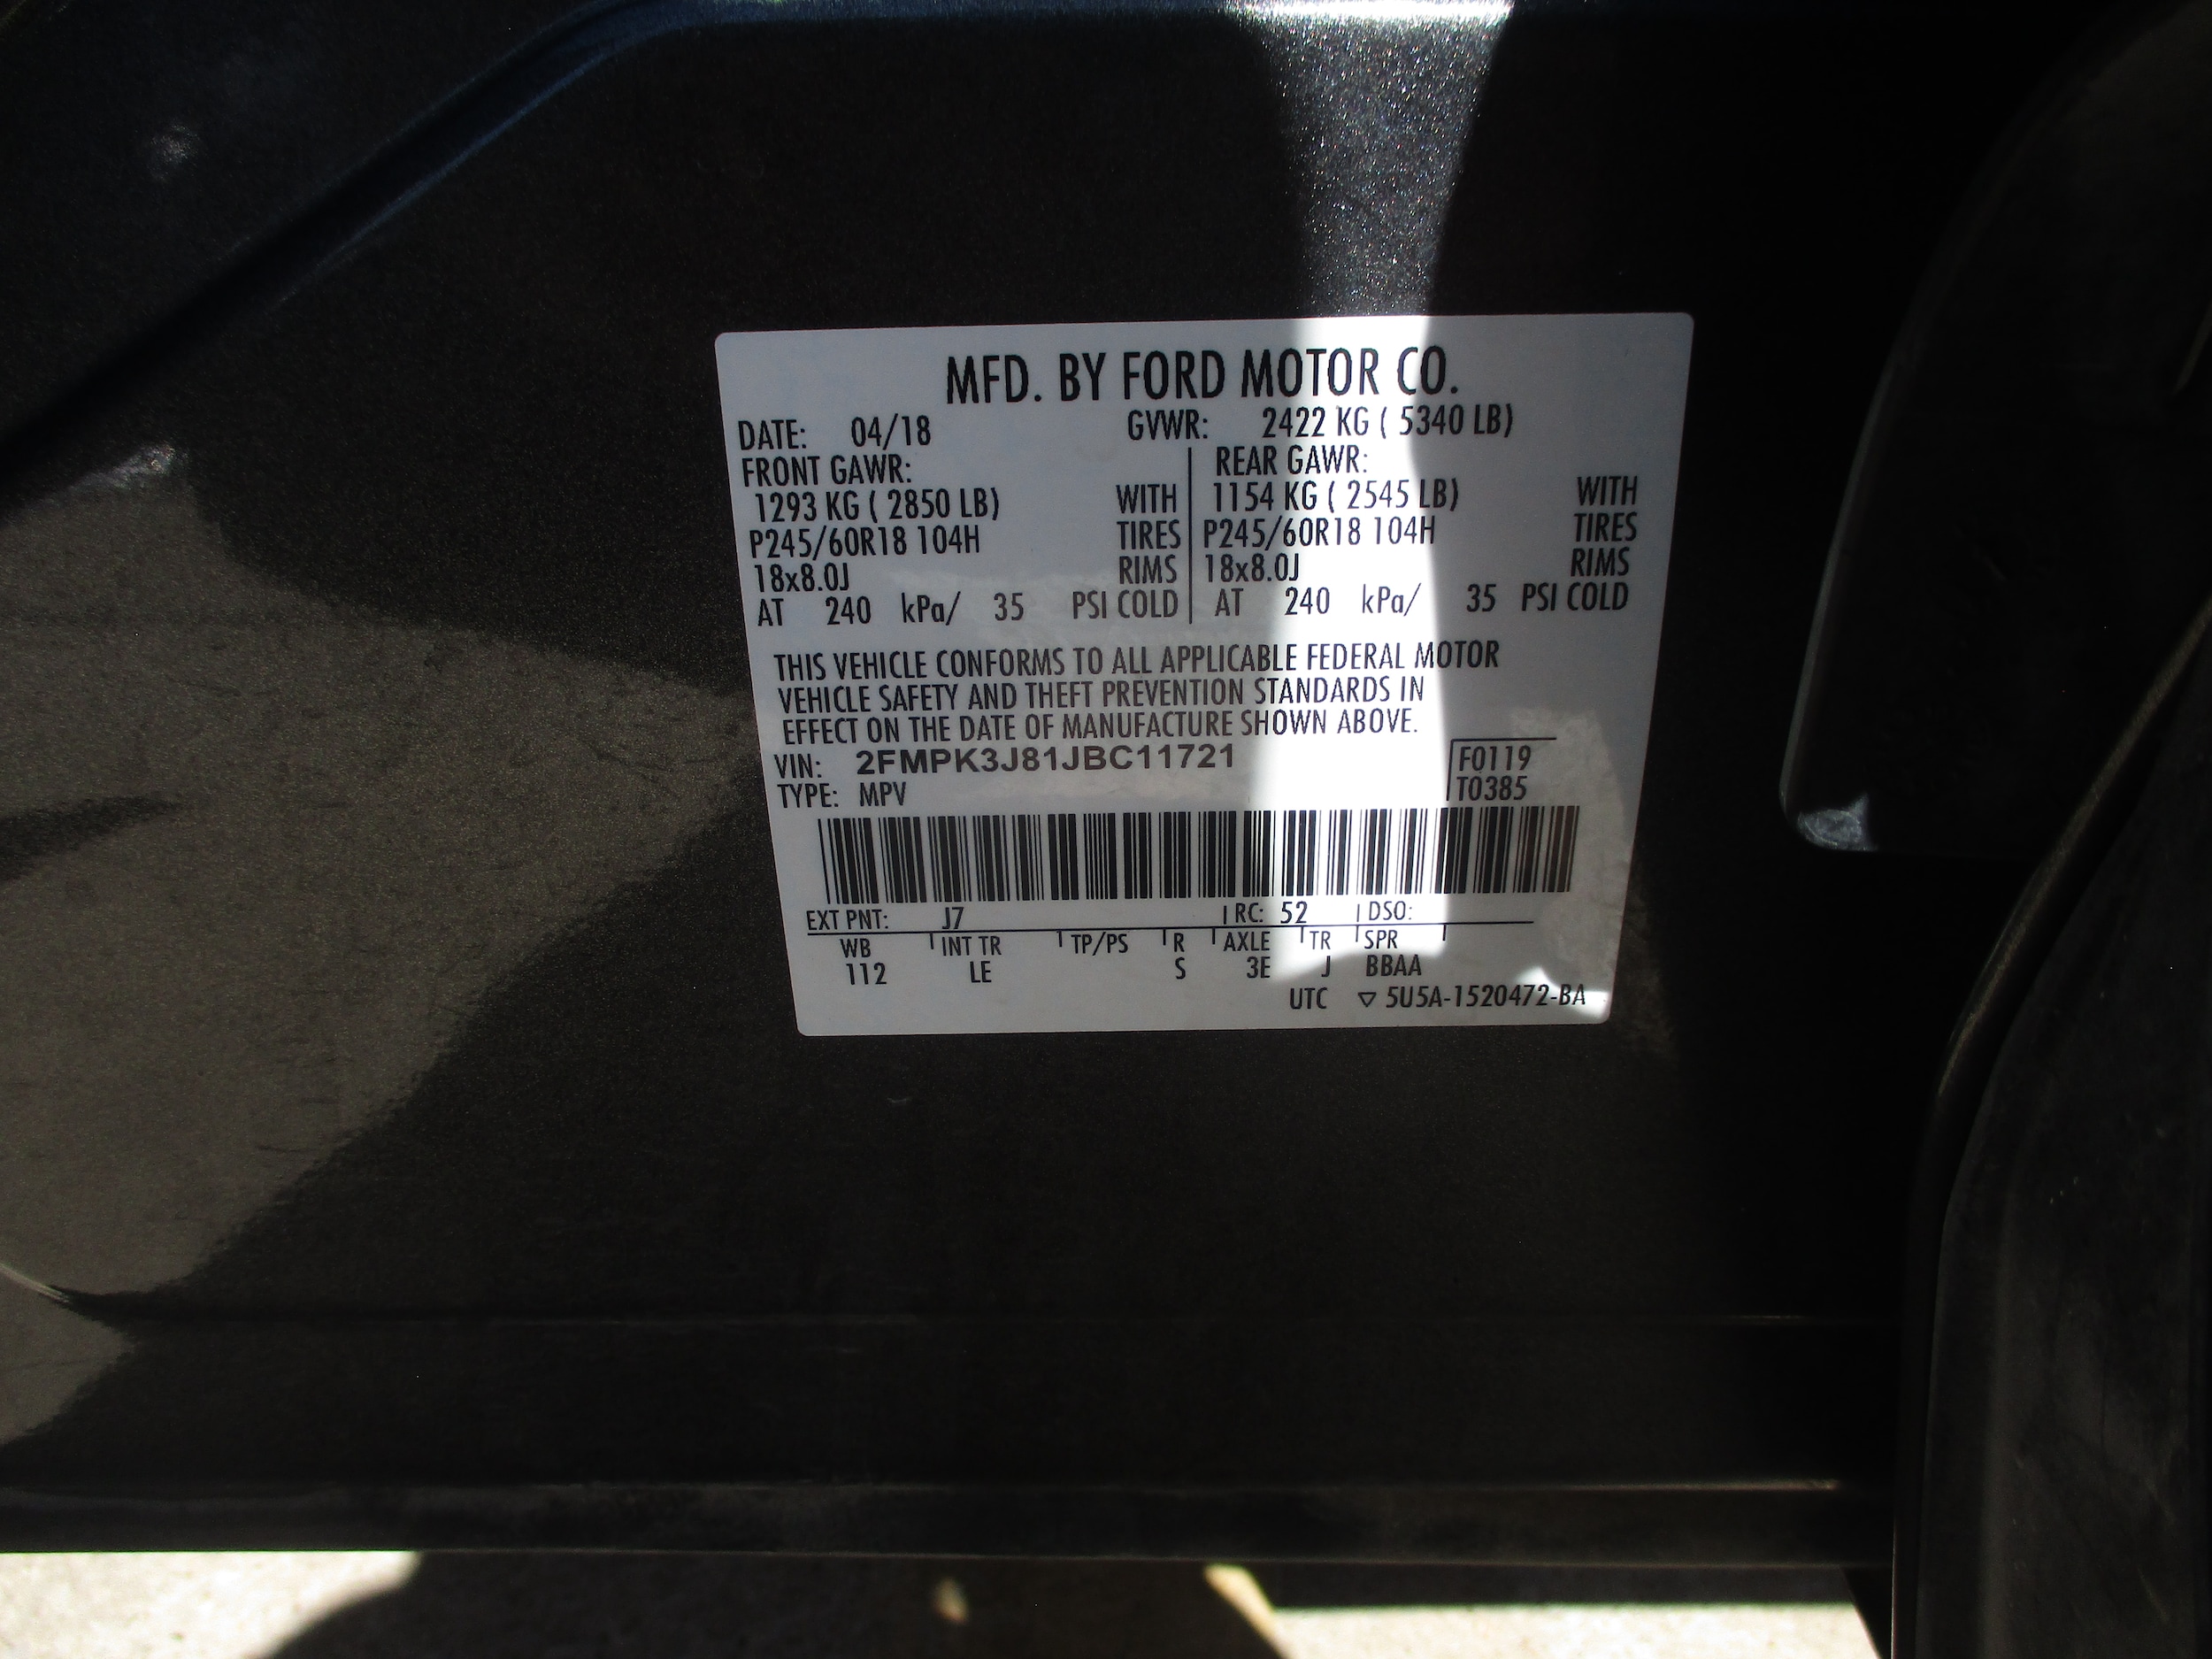 MFD. BY FORD MOTOR CO.
DATE: 04/18 GVWR: 2422 KG ( 5340 LB)
FRONT GAWR: REAR GAWR:
1293 KG ( 2850 LB) WITH 1154 KG ( 2545 LB) WITH
P245/60R18 104H TIRES P245/60R18 104H TIRES
18x8.0J RIMS 18x8.0J RIMS
AT 240 kPa/ 35 PSI COLD AT 240 kPa/ 35 PSI COLD
THIS VEHICLE CONFORMS TO ALL APPLICABLE FEDERAL MOTOR
VEHICLE SAFETY AND THEFT PREVENTION STANDARDS IN
EFFECT ON THE DATE OF MANUFACTURE SHOWN ABOVE.
VIN: 2FMPK3J81JBC11721 F0119
TYPE: MPV T0385
EXT PNT: J7 RC: 52 DSO:
WB INT TR TP/PS R AXLE TR SPR
112 LE S 3E J BBAA
UTC ▽ 5U5A-1520472-BA